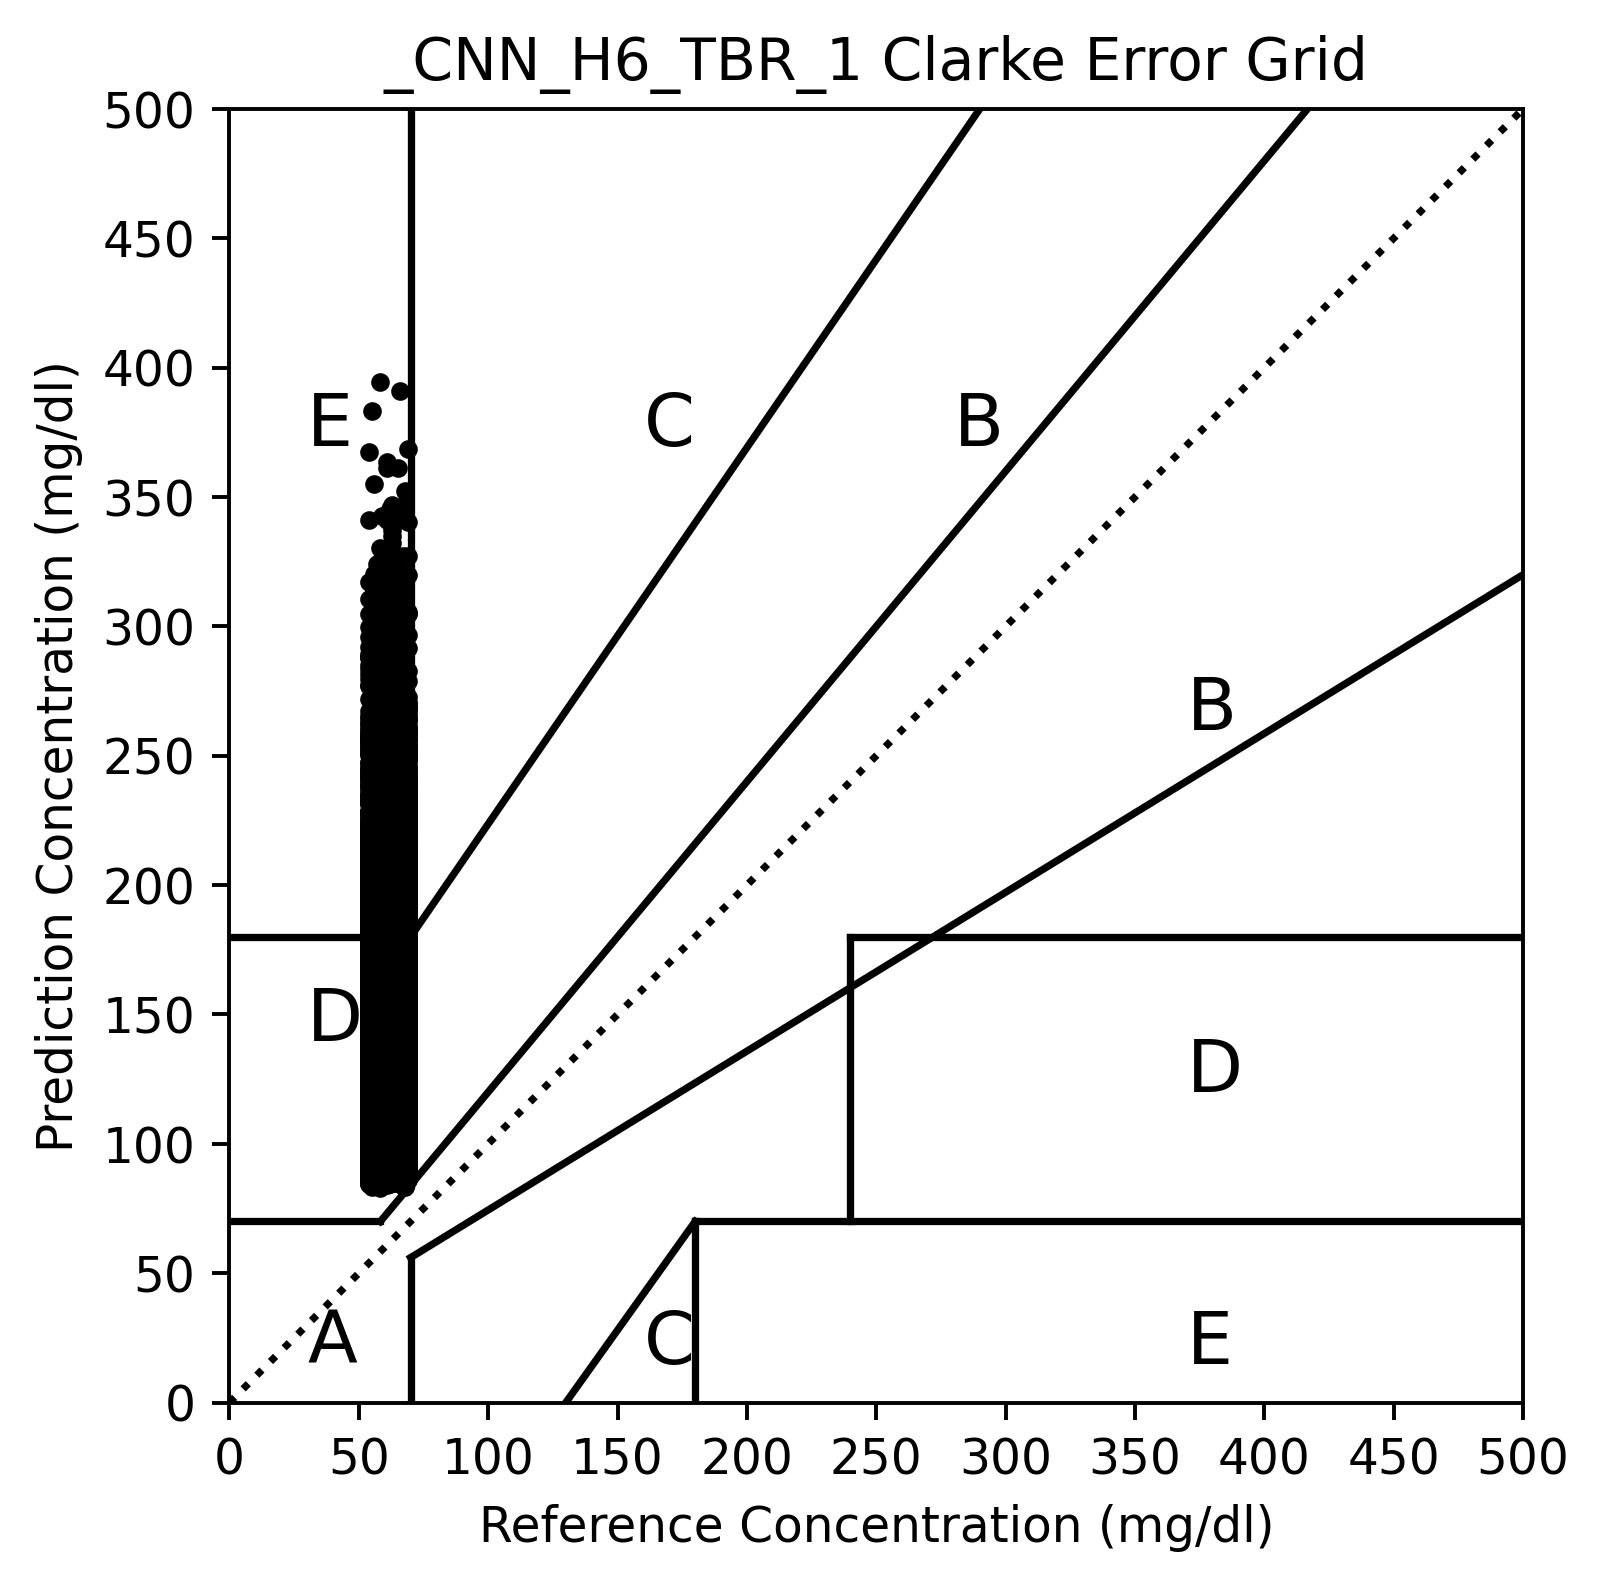 _CNN_H6_TBR_1 Clarke Error Grid
500
450
400
350
300
250
200
150
100
50
0
Prediction Concentration (mg/dl)
E
C
B
B
D
D
A
C
E
0 50 100 150 200 250 300 350 400 450 500
Reference Concentration (mg/dl)